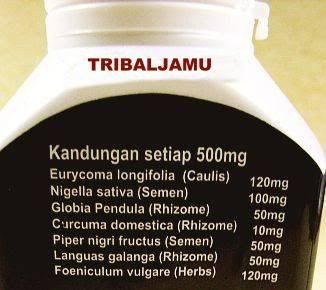 TRIBALJAMU
Kandungan setiap 500mg
Eurycoma longifolia (Caulis) 120mg
Nigella sativa (Semen) 100mg
Globia Pendula (Rhizome) 50mg
Curcuma domestica (Rhizome) 10mg
Piper nigri fructus (Semen) 50mg
Languas galanga (Rhizome) 50mg
Foeniculum vulgare (Herbs) 120mg